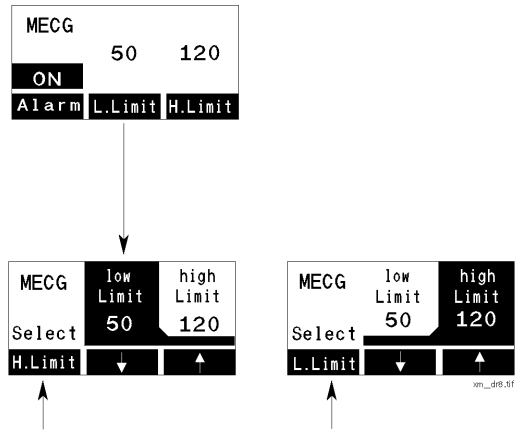 MECG
50 120
ON
Alarm L.Limit H.Limit
MECG low Limit 50 high Limit 120
Select
H.Limit ↓ ↑
MECG low Limit 50 high Limit 120
Select
L.Limit ↓ ↑
xm_dr8.tif